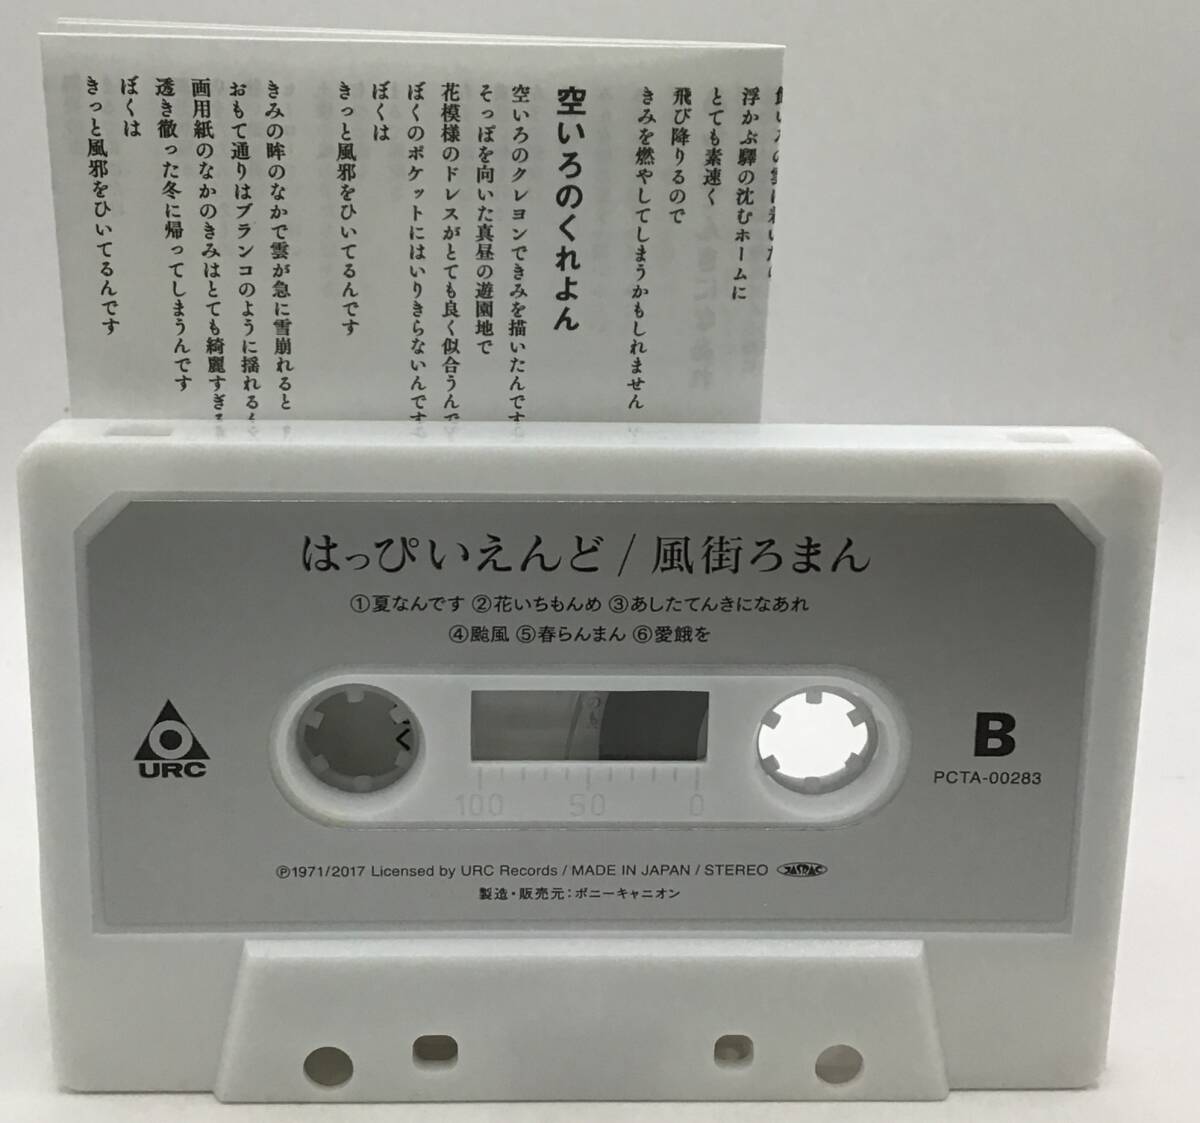 浮かぶ驛の沈むホームに
とても素速く
飛び降りるので
きみを燃やしてしまうかもしれません
空いろのくれよん
空いろのクレヨンできみを描いたんです
そっぽを向いた真昼の遊園地で
花模様のドレスがとても良く似合うんで
ぼくのポケットにはいりきらないんです
ぼくは
きっと風邪をひいてるんです
きみの眸のなかで雲が急に雪崩れると
おもて通りはブランコのように揺れる
画用紙のなかのきみはとても綺麗すぎ
透き徹った冬に帰ってしまうんです
ぼくは
きっと風邪をひいてるんです
はっぴいえんど / 風街ろまん
①夏なんです ②花いちもんめ ③あしたてんきになあれ
④颱風 ⑤春らんまん ⑥愛餓を
URC
B
PCTA-00283
100 50 0
℗1971/2017 Licensed by URC Records / MADE IN JAPAN / STEREO JASRAC
製造・販売元：ポニーキャニオン